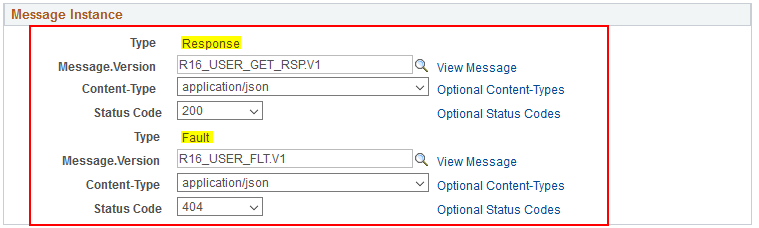 Message Instance
Type Response
Message.Version R16_USER_GET_RSP.V1 View Message
Content-Type application/json Optional Content-Types
Status Code 200 Optional Status Codes
Type Fault
Message.Version R16_USER_FLT.V1 View Message
Content-Type application/json Optional Content-Types
Status Code 404 Optional Status Codes